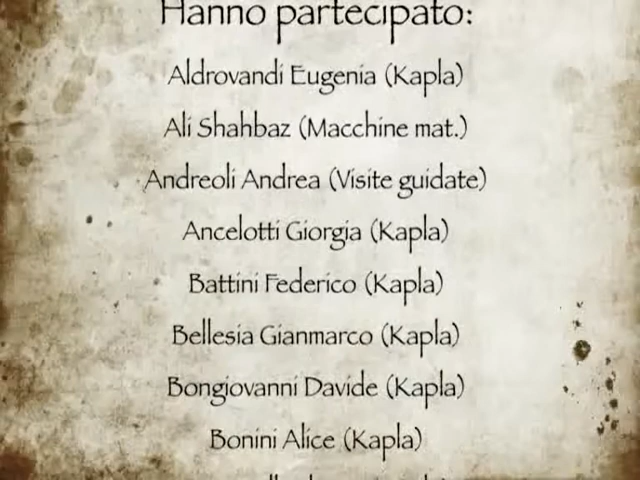 Hanno partecipato:
Aldrovandi Eugenia (Kapla)
Ali Shahbaz (Macchine mat.)
Andreoli Andrea (Visite guidate)
Ancelotti Giorgia (Kapla)
Battini Federico (Kapla)
Bellesia Gianmarco (Kapla)
Bongiovanni Davide (Kapla)
Bonini Alice (Kapla)